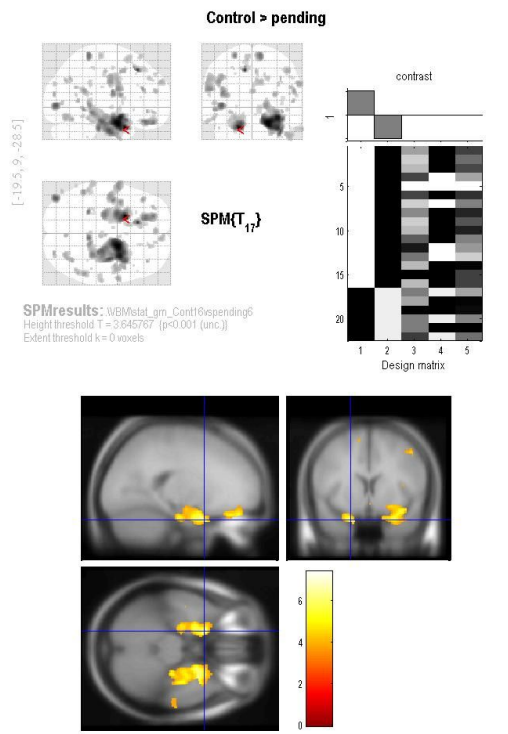 Control > pending
contrast
1
[-19.5, 9, -28.5]
SPM{T17}
5
10
15
20
1 2 3 4 5
Design matrix
SPMresults: .\VBM\stat_gm_Cont16vspending6
Height threshold T = 3.645767 {p<0.001 (unc.)}
Extent threshold k = 0 voxels
6
4
2
0